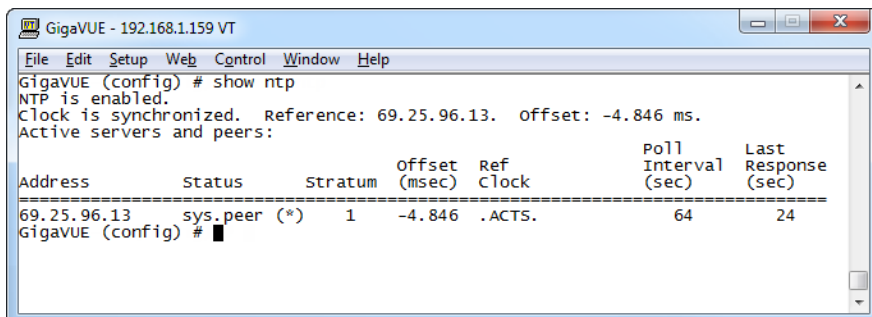 GigaVUE - 192.168.1.159 VT
File Edit Setup Web Control Window Help
GigaVUE (config) # show ntp
NTP is enabled.
Clock is synchronized. Reference: 69.25.96.13. Offset: -4.846 ms.
Active servers and peers:
Poll Last
Offset Ref Interval Response
Address Status Stratum (msec) Clock (sec) (sec)
==========================================================================
69.25.96.13 sys.peer (*) 1 -4.846 .ACTS. 64 24
GigaVUE (config) #